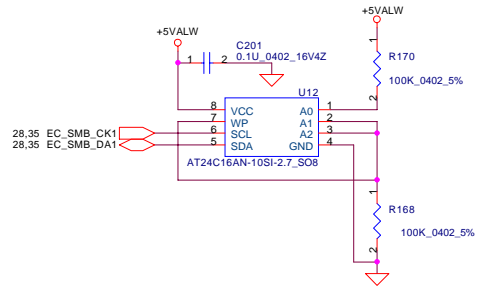 +5VALW
+5VALW
C201
1 2 0.1U_0402_16V4Z
1
R170
100K_0402_5%
2
U12
8 VCC A0 1
7 WP A1 2
28,35 EC_SMB_CK1 6 SCL A2 3
28,35 EC_SMB_DA1 5 SDA GND 4
AT24C16AN-10SI-2.7_SO8
1
R168
100K_0402_5%
2